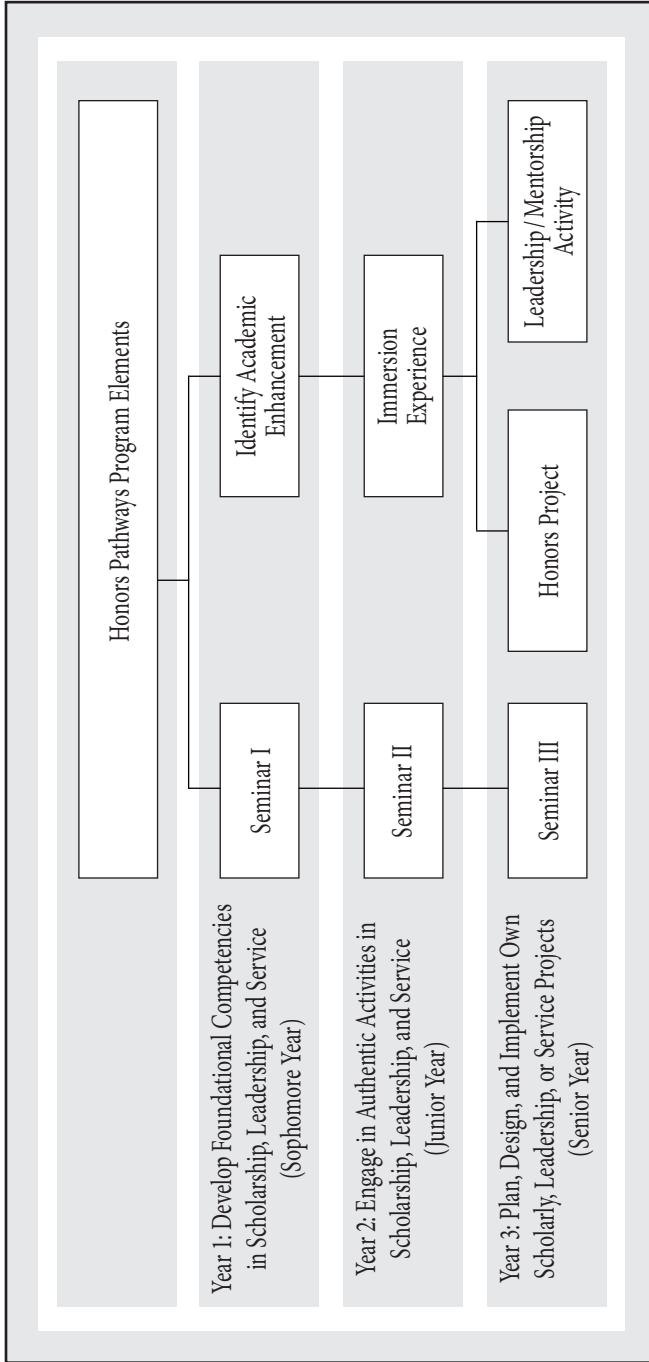 Honors Pathways Program Elements
Year 1: Develop Foundational Competencies
in Scholarship, Leadership, and Service
(Sophomore Year)
Seminar I
Identify Academic
Enhancement
Year 2: Engage in Authentic Activities in
Scholarship, Leadership, and Service
(Junior Year)
Seminar II
Immersion
Experience
Year 3: Plan, Design, and Implement Own
Scholarly, Leadership, or Service Projects
(Senior Year)
Seminar III
Honors Project
Leadership / Mentorship
Activity